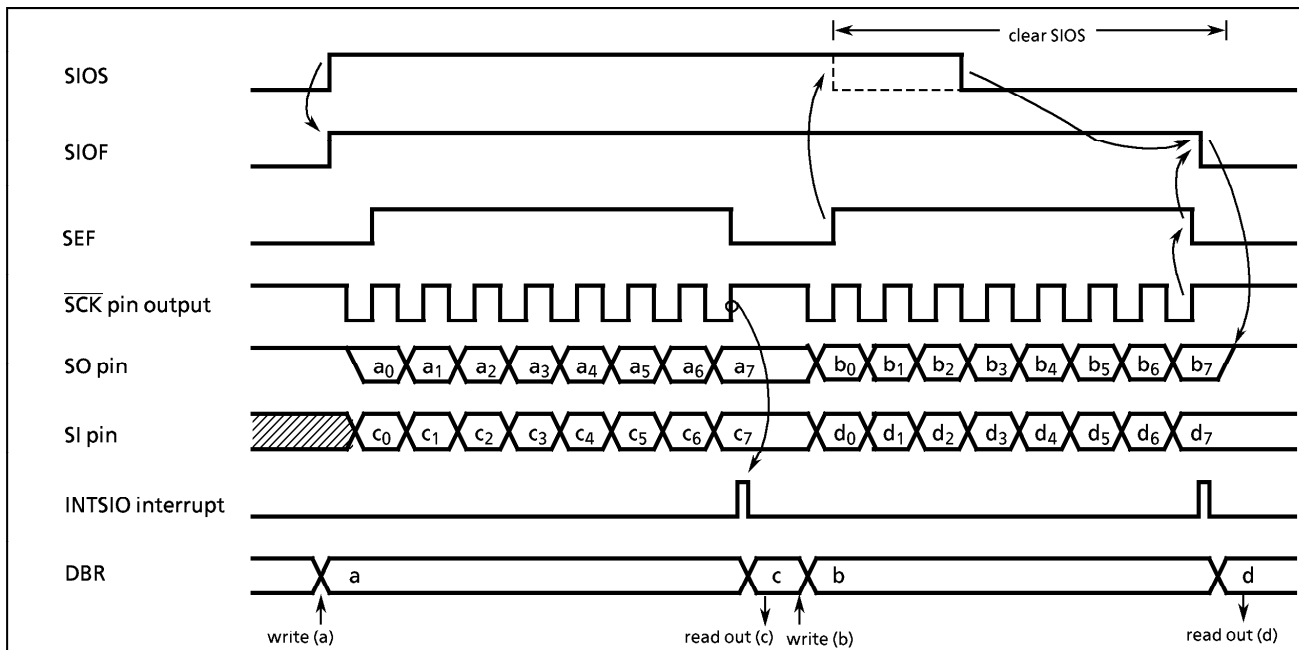 clear SIOS
SIOS
SIOF
SEF
SCK pin output
SO pin a0 a1 a2 a3 a4 a5 a6 a7 b0 b1 b2 b3 b4 b5 b6 b7
SI pin c0 c1 c2 c3 c4 c5 c6 c7 d0 d1 d2 d3 d4 d5 d6 d7
INTSIO interrupt
DBR a c b d
write (a) read out (c) write (b) read out (d)